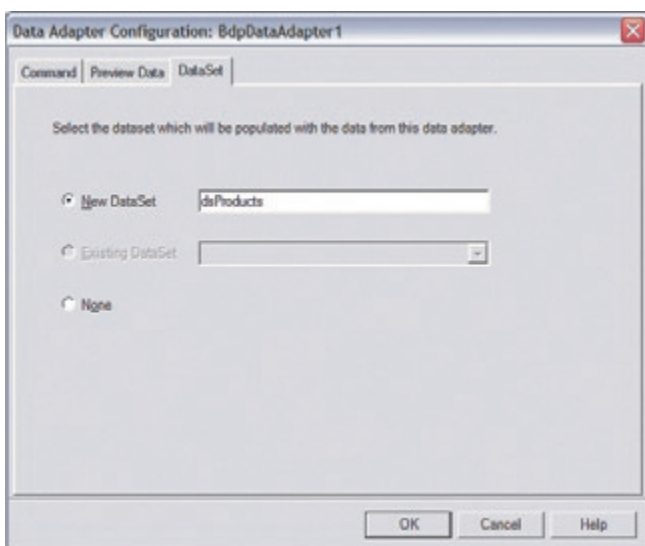 Data Adapter Configuration: BdpDataAdapter1
Command
Preview Data
DataSet
Select the dataset which will be populated with the data from this data adapter.
New DataSet
dsProducts
Existing DataSet
None
OK
Cancel
Help